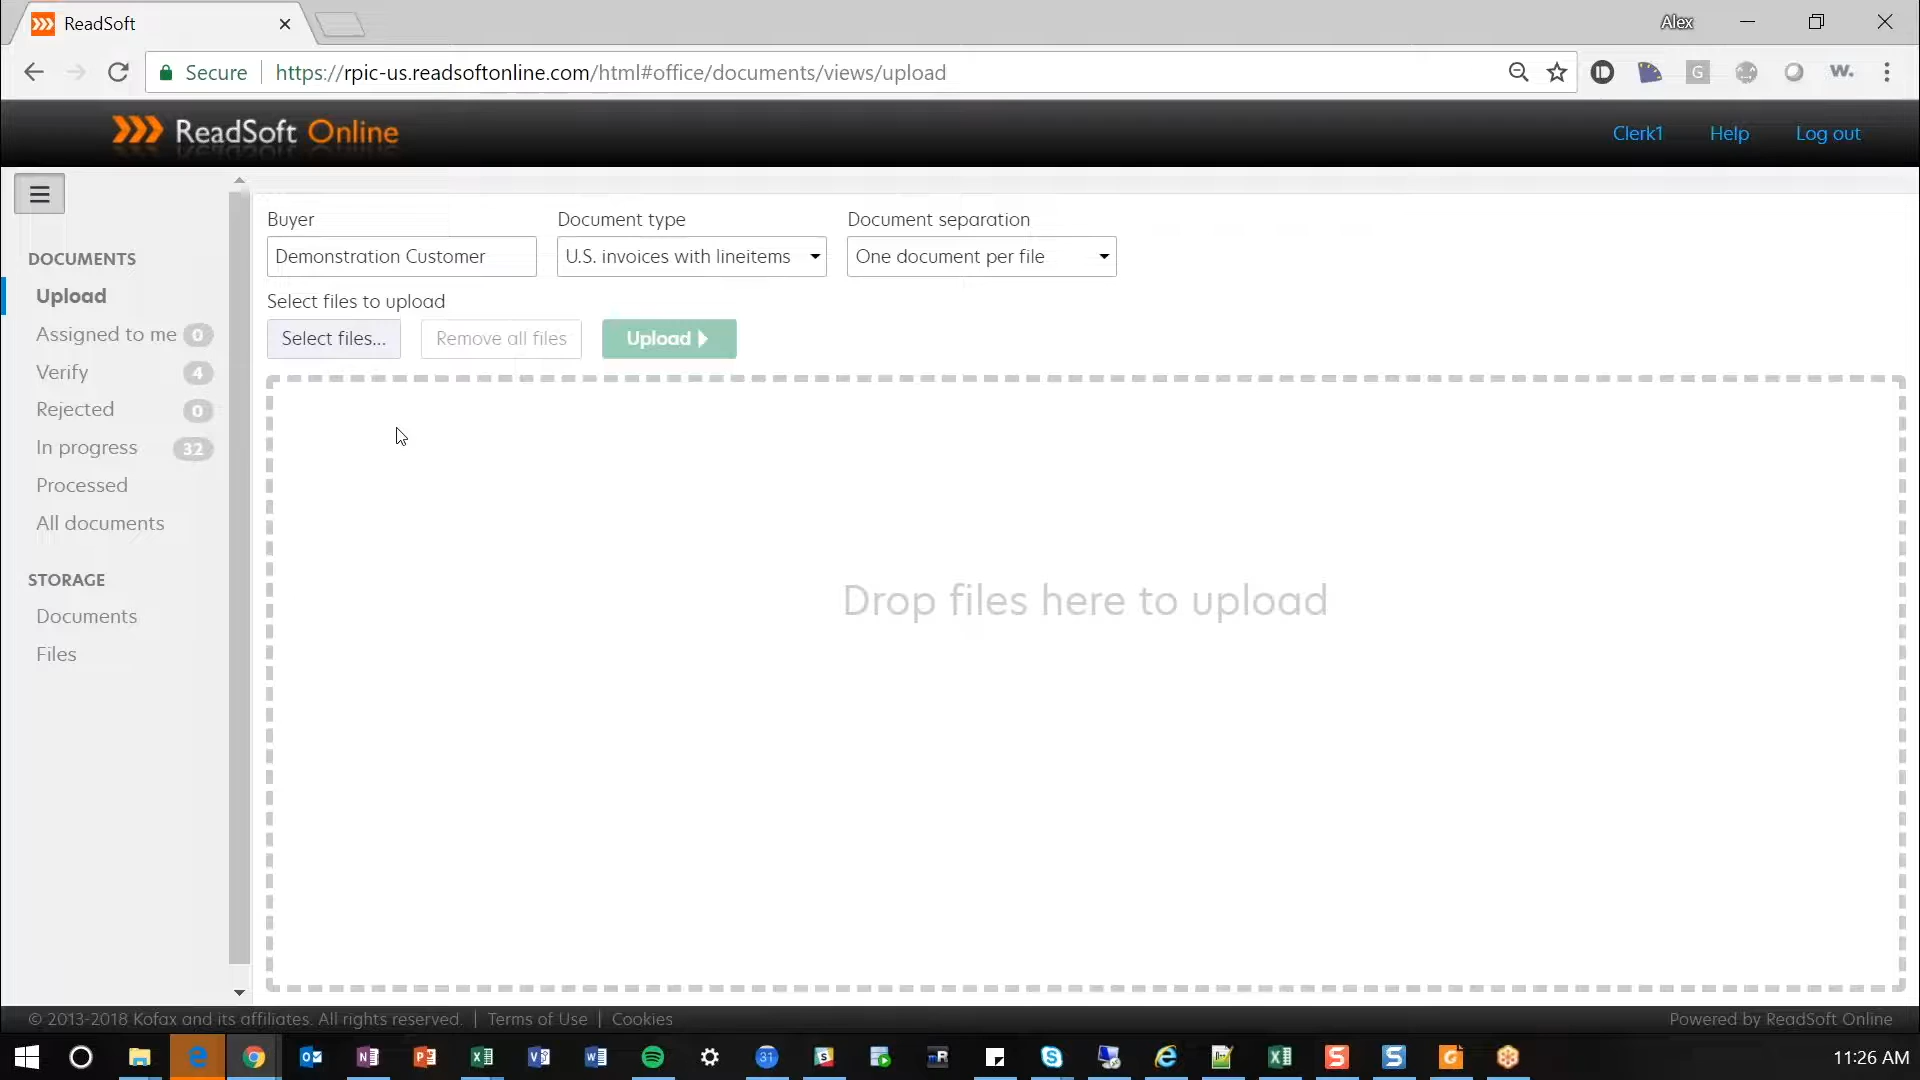 ReadSoft
Alex
Secure
https://rpic-us.readsoftonline.com/html#office/documents/views/upload
ReadSoft Online
Clerk1
Help
Log out
Buyer
Document type
Document separation
Demonstration Customer
U.S. invoices with lineitems
One document per file
Select files to upload
Select files...
Remove all files
Upload
DOCUMENTS
Upload
Assigned to me 0
Verify 4
Rejected 0
In progress 32
Processed
All documents
STORAGE
Documents
Files
Drop files here to upload
© 2013-2018 Kofax and its affiliates. All rights reserved. | Terms of Use | Cookies
Powered by ReadSoft Online
11:26 AM